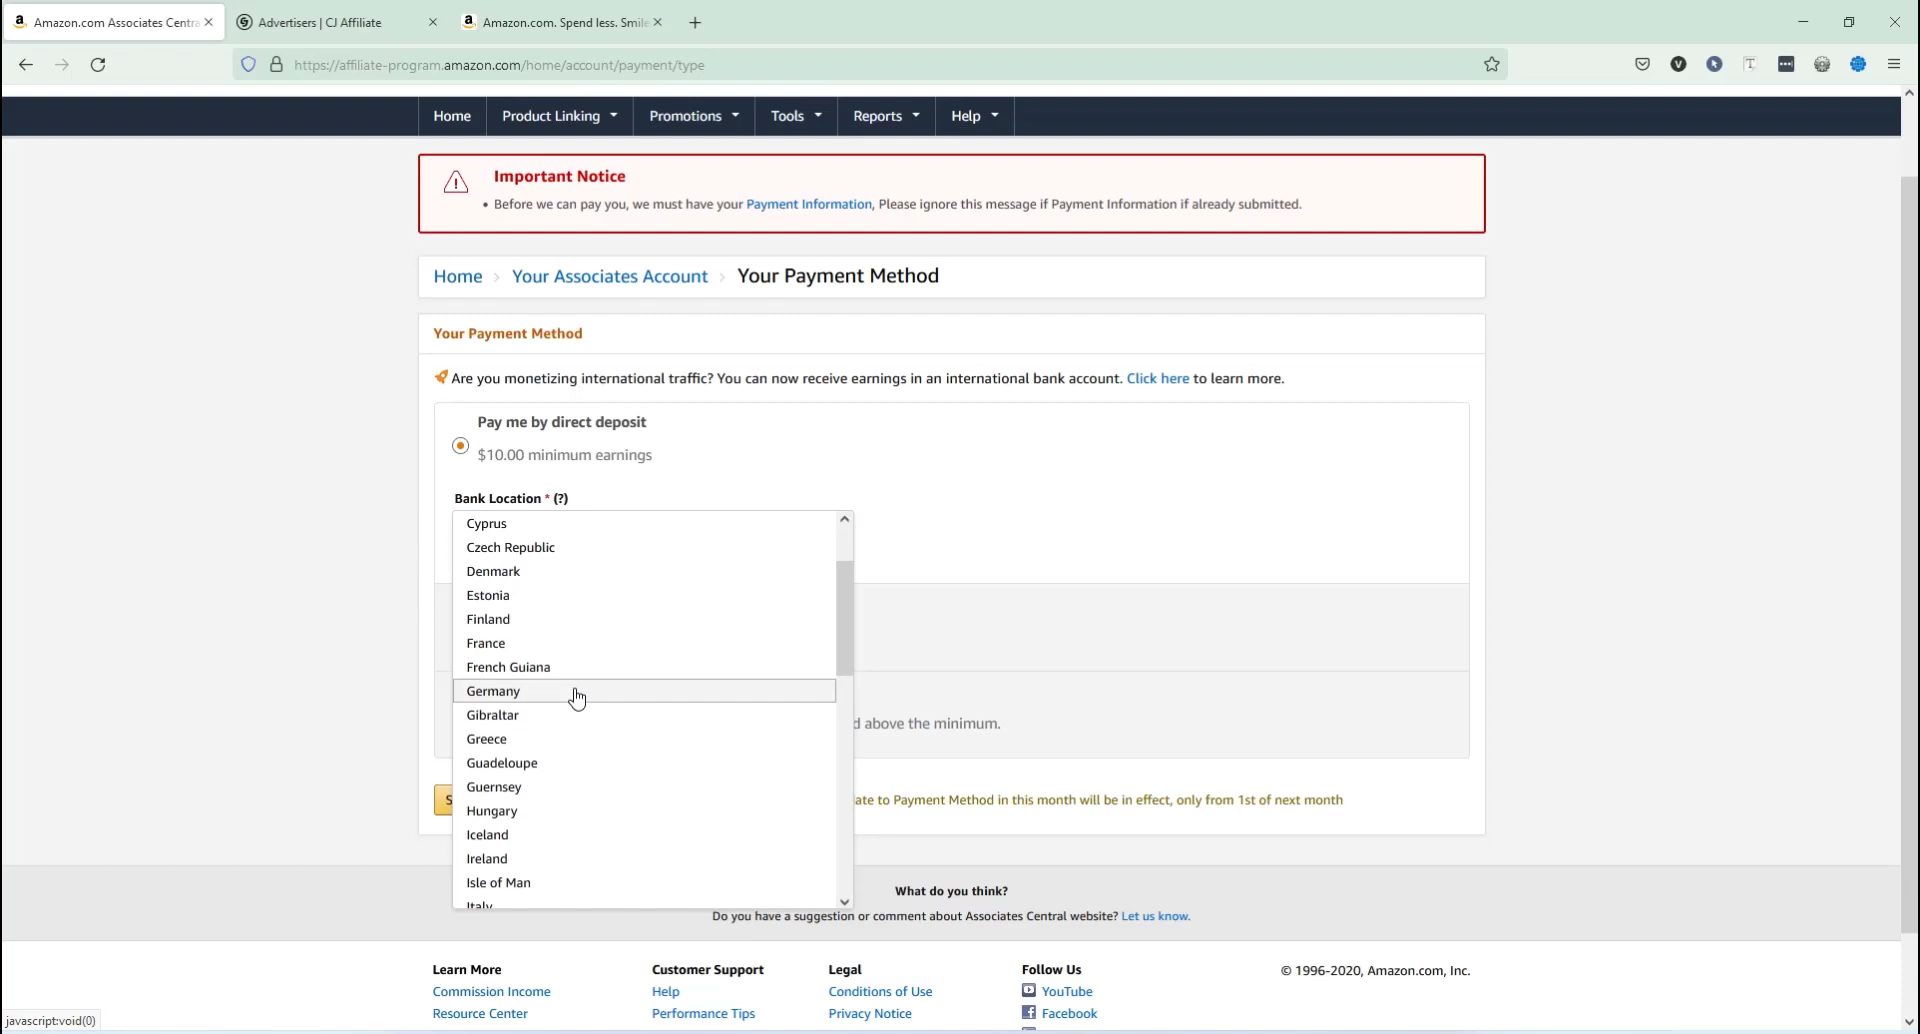 Amazon.com Associates Centra
Advertisers | CJ Affiliate
Amazon.com. Spend less. Smile
https://affiliate-program.amazon.com/home/account/payment/type
Home
Product Linking
Promotions
Tools
Reports
Help
Important Notice
• Before we can pay you, we must have your Payment Information, Please ignore this message if Payment Information if already submitted.
Home › Your Associates Account › Your Payment Method
Your Payment Method
Are you monetizing international traffic? You can now receive earnings in an international bank account. Click here to learn more.
Pay me by direct deposit
$10.00 minimum earnings
Bank Location * (?)
Cyprus
Czech Republic
Denmark
Estonia
Finland
France
French Guiana
Germany
Gibraltar
d above the minimum.
Greece
Guadeloupe
Guernsey
S
ate to Payment Method in this month will be in effect, only from 1st of next month
Hungary
Iceland
Ireland
Isle of Man
Italy
What do you think?
Do you have a suggestion or comment about Associates Central website? Let us know.
Learn More
Commission Income
Resource Center
Customer Support
Help
Performance Tips
Legal
Conditions of Use
Privacy Notice
Follow Us
YouTube
Facebook
© 1996-2020, Amazon.com, Inc.
javascript:void(0)